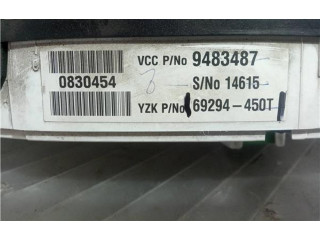 VCC P/No 9483487
0830454
S/No 14615
YZK P/No 69294-450T